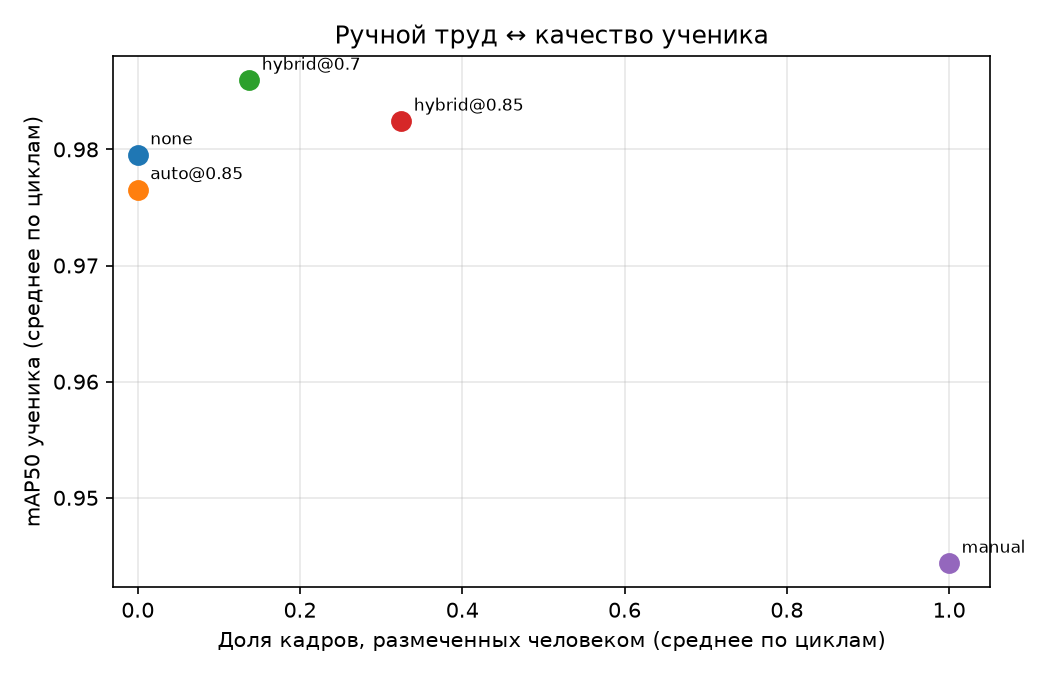 Ручной труд ↔ качество ученика
hybrid@0.7
hybrid@0.85
none
auto@0.85
manual
0.98
0.97
0.96
0.95
mAP50 ученика (среднее по циклам)
0.0 0.2 0.4 0.6 0.8 1.0
Доля кадров, размеченных человеком (среднее по циклам)